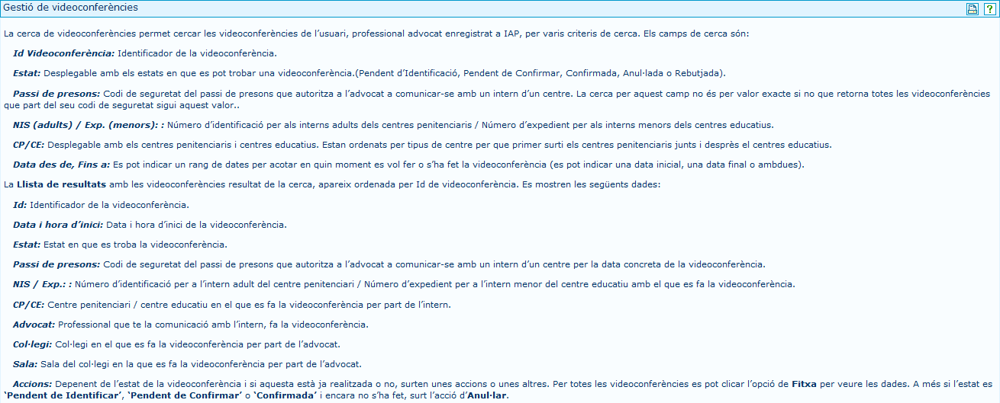 Gestió de videoconferències
La cerca de videoconferències permet cercar les videoconferències de l’usuari, professional advocat enregistrat a IAP, per varis criteris de cerca. Els camps de cerca són:
Id Videoconferència: Identificador de la videoconferència.
Estat: Desplegable amb els estats en que es pot trobar una videoconferència.(Pendent d’Identificació, Pendent de Confirmar, Confirmada, Anul·lada o Rebutjada).
Passi de presons: Codi de seguretat del passi de presons que autoritza a l’advocat a comunicar-se amb un intern d’un centre. La cerca per aquest camp no és per valor exacte si no que retorna totes les videoconferències
que part del seu codi de seguretat sigui aquest valor..
NIS (adults) / Exp. (menors): : Número d’identificació per als interns adults dels centres penitenciaris / Número d’expedient per als interns menors dels centres educatius.
CP/CE: Desplegable amb els centres penitenciaris i centres educatius. Estan ordenats per tipus de centre per que primer surti els centres penitenciaris junts i desprès el centres educatius.
Data des de, Fins a: Es pot indicar un rang de dates per acotar en quin moment es vol fer o s’ha fet la videoconferència (es pot indicar una data inicial, una data final o ambdues).
La Llista de resultats amb les videoconferències resultat de la cerca, apareix ordenada per Id de videoconferència. Es mostren les següents dades:
Id: Identificador de la videoconferència.
Data i hora d’inici: Data i hora d’inici de la videoconferència.
Estat: Estat en que es troba la videoconferència.
Passi de presons: Codi de seguretat del passi de presons que autoritza a l’advocat a comunicar-se amb un intern d’un centre per la data concreta de la videoconferència.
NIS / Exp.: : Número d’identificació per a l’intern adult del centre penitenciari / Número d’expedient per a l’intern menor del centre educatiu amb el que es fa la videoconferència.
CP/CE: Centre penitenciari / centre educatiu en el que es fa la videoconferència per part de l’intern.
Advocat: Professional que te la comunicació amb l’intern, fa la videoconferència.
Col·legi: Col·legi en el que es fa la videoconferència per part de l’advocat.
Sala: Sala del col·legi en la que es fa la videoconferència per part de l’advocat.
Accions: Depenent de l’estat de la videoconferència i si aquesta està ja realitzada o no, surten unes accions o unes altres. Per totes les videoconferències es pot clicar l’opció de Fitxa per veure les dades. A més si l’estat es
‘Pendent de Identificar’, ‘Pendent de Confirmar’ o ‘Confirmada’ i encara no s’ha fet, surt l’acció d’Anul·lar.